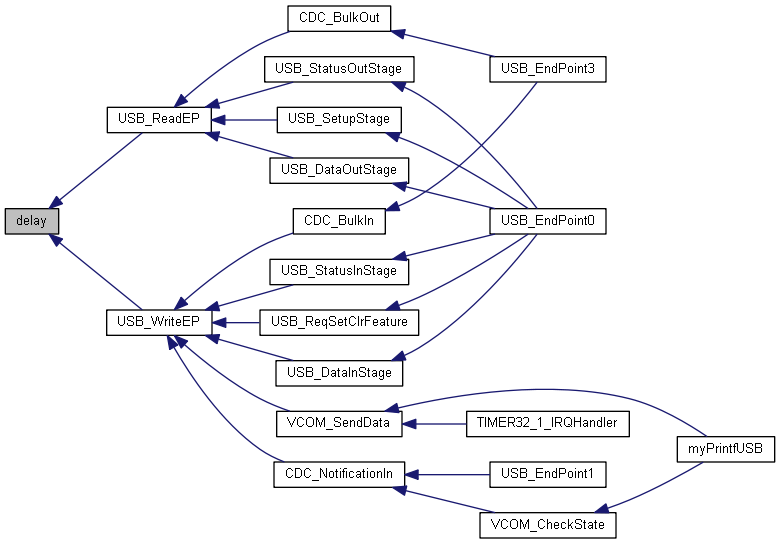 CDC_BulkOut
USB_StatusOutStage
USB_EndPoint3
USB_ReadEP
USB_SetupStage
USB_DataOutStage
delay
CDC_BulkIn
USB_EndPoint0
USB_StatusInStage
USB_WriteEP
USB_ReqSetClrFeature
USB_DataInStage
VCOM_SendData
TIMER32_1_IRQHandler
myPrintfUSB
CDC_NotificationIn
USB_EndPoint1
VCOM_CheckState